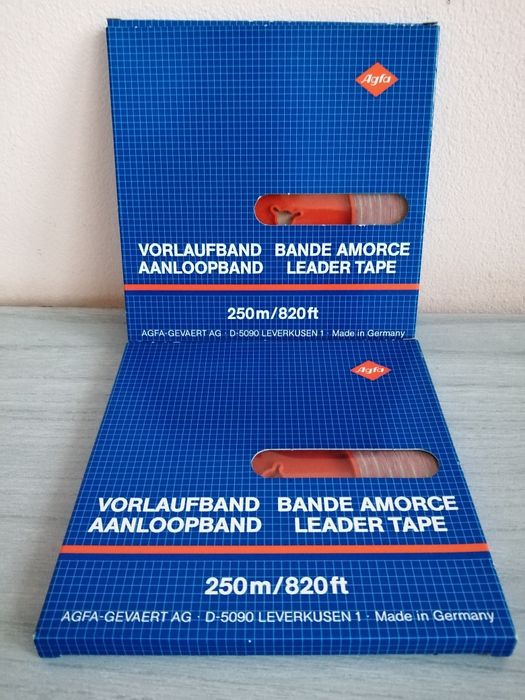 Agfa
VORLAUFBAND BANDE AMORCE
AANLOOPBAND LEADER TAPE
250m/820ft
AGFA-GEVAERT AG · D-5090 LEVERKUSEN 1 · Made in Germany
Agfa
VORLAUFBAND BANDE AMORCE
AANLOOPBAND LEADER TAPE
250m/820ft
AGFA-GEVAERT AG · D-5090 LEVERKUSEN 1 · Made in Germany